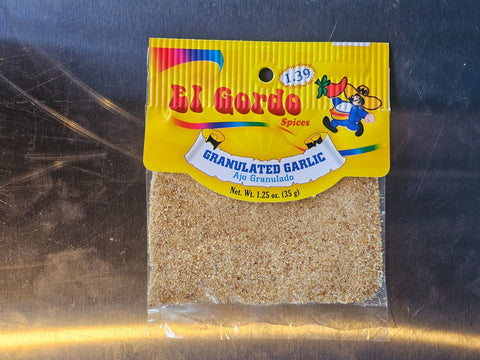 1.39
El Gordo
Spices
GRANULATED GARLIC
Ajo Granulado
Net. Wt. 1.25 oz. (35 g)